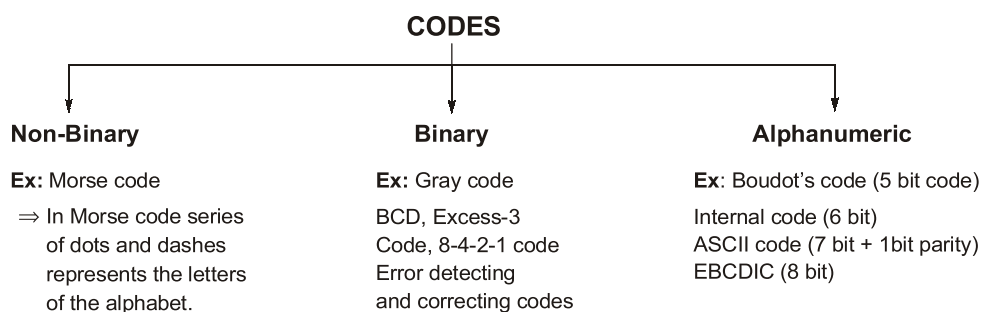 CODES
Non-Binary
Ex: Morse code
⇒ In Morse code series
of dots and dashes
represents the letters
of the alphabet.
Binary
Ex: Gray code
BCD, Excess-3
Code, 8-4-2-1 code
Error detecting
and correcting codes
Alphanumeric
Ex: Boudot's code (5 bit code)
Internal code (6 bit)
ASCII code (7 bit + 1bit parity)
EBCDIC (8 bit)